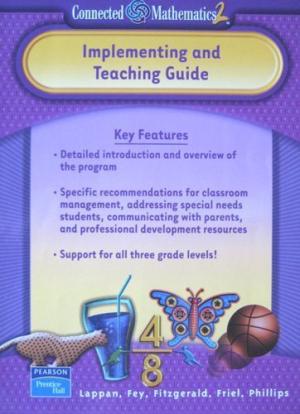 Connected Mathematics 2
Implementing and
Teaching Guide
Key Features
• Detailed introduction and overview of
the program
• Specific recommendations for classroom
management, addressing special needs
students, communicating with parents,
and professional development resources
• Support for all three grade levels!
4
8
PEARSON
Prentice
Hall
Lappan, Fey, Fitzgerald, Friel, Phillips